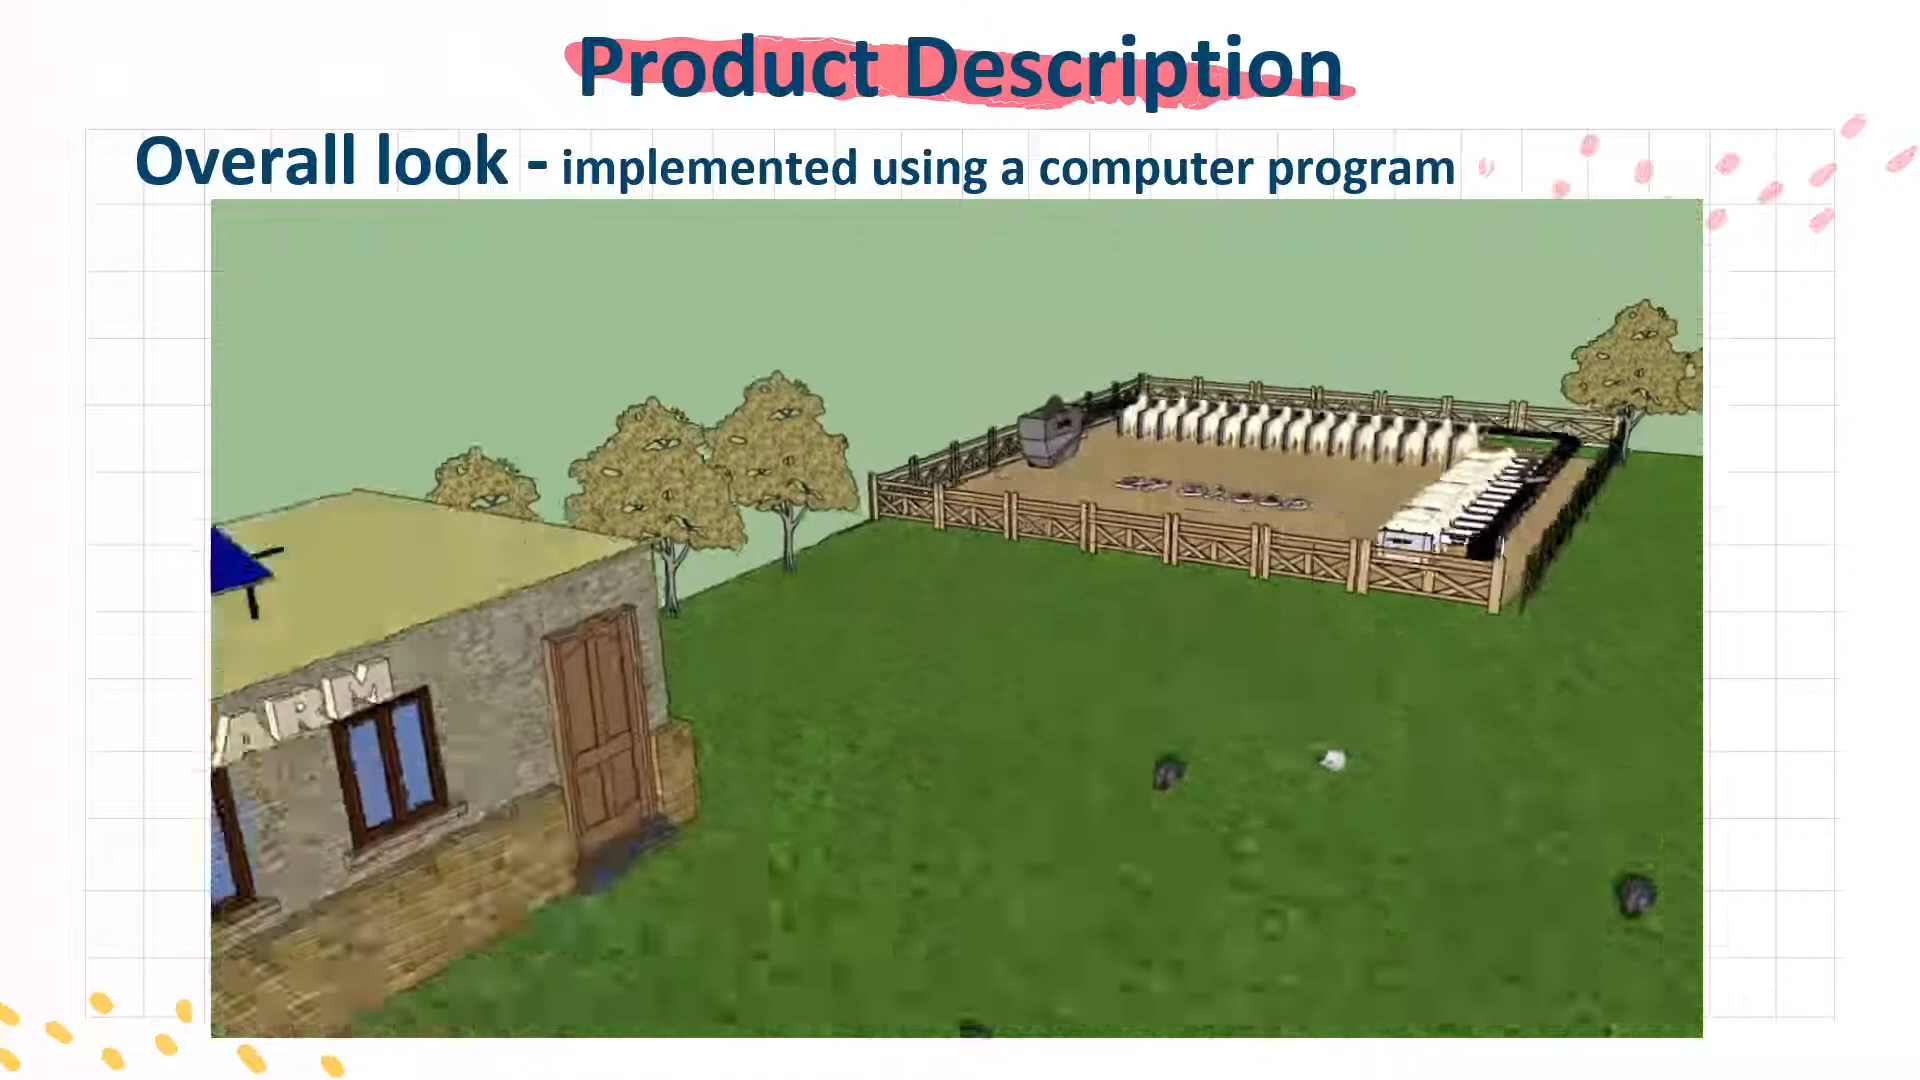 Product Description
Overall look - implemented using a computer program
ARM